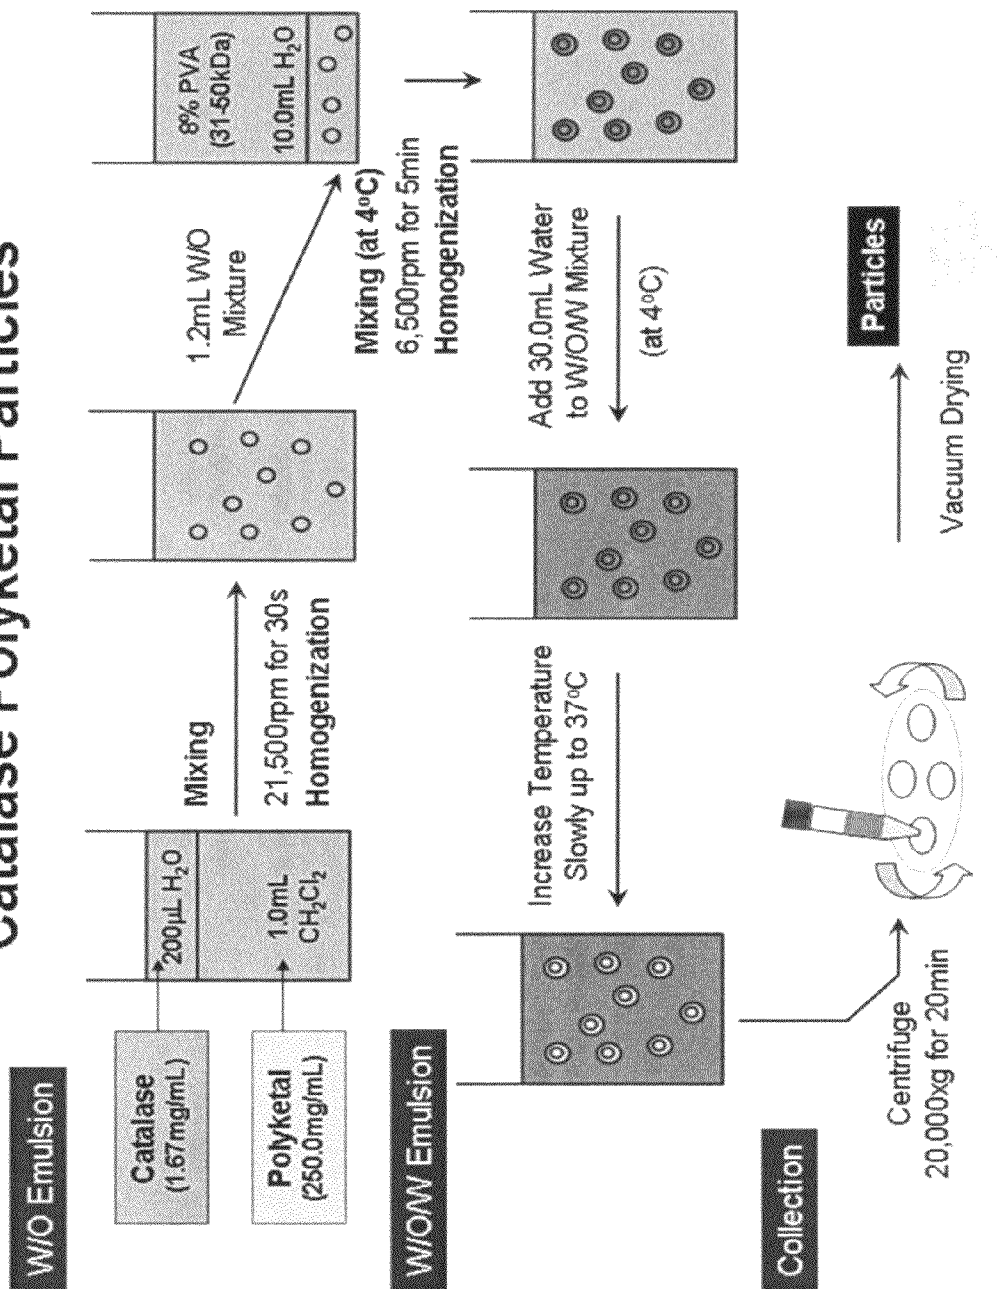 Catalase Polyketal Particles
W/O Emulsion
Catalase
(1.67mg/mL)
Polyketal
(250.0mg/mL)
200µL H₂O
1.0mL
CH₂Cl₂
Mixing
21,500rpm for 30s
Homogenization
1.2mL W/O
Mixture
8% PVA
(31-50kDa)
10.0mL H₂O
Mixing (at 4ºC)
6,500rpm for 5min
Homogenization
W/O/W Emulsion
Add 30.0mL Water
to W/O/W Mixture
(at 4ºC)
Increase Temperature
Slowly up to 37ºC
Collection
Centrifuge
20,000xg for 20min
Vacuum Drying
Particles